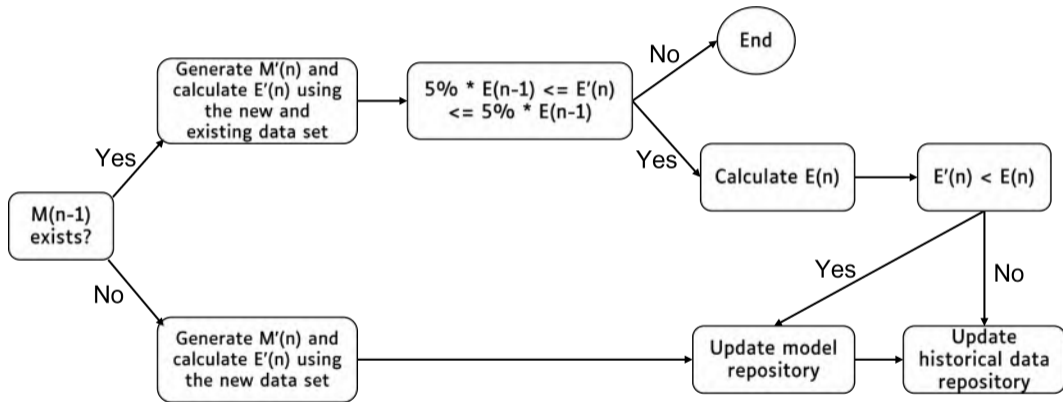 M(n-1)
exists?
Yes
No
Generate M'(n) and
calculate E'(n) using
the new and
existing data set
5% * E(n-1) <= E'(n)
<= 5% * E(n-1)
No
End
Yes
Calculate E(n)
E'(n) < E(n)
Yes
No
Generate M'(n) and
calculate E'(n) using
the new data set
Update model
repository
Update
historical data
repository